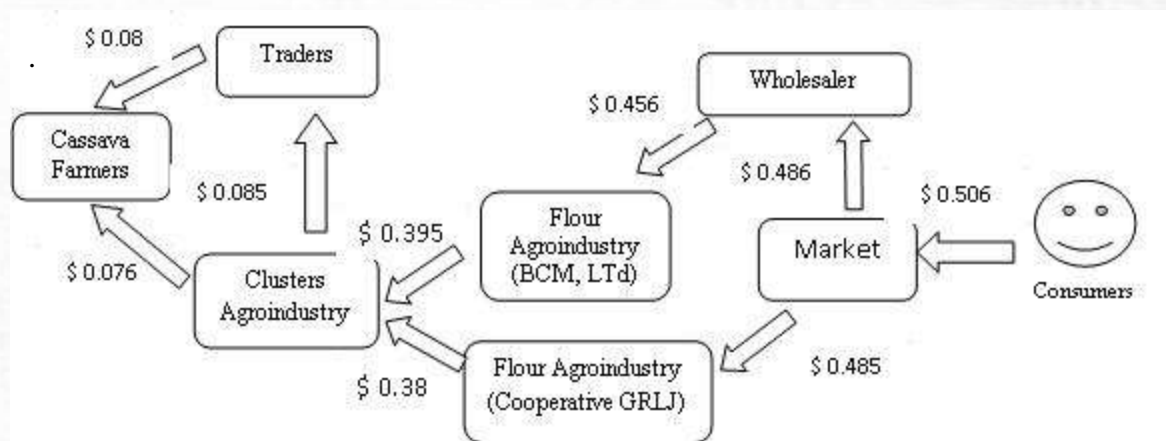 $ 0.08
Traders
Wholesaler
$ 0.456
Cassava
Farmers
$ 0.085
$ 0.486
$ 0.506
Flour
Agroindustry
(BCM, LTd)
$ 0.395
Market
$ 0.076
Clusters
Agroindustry
Consumers
Flour Agroindustry
(Cooperative GRLJ)
$ 0.485
$ 0.38